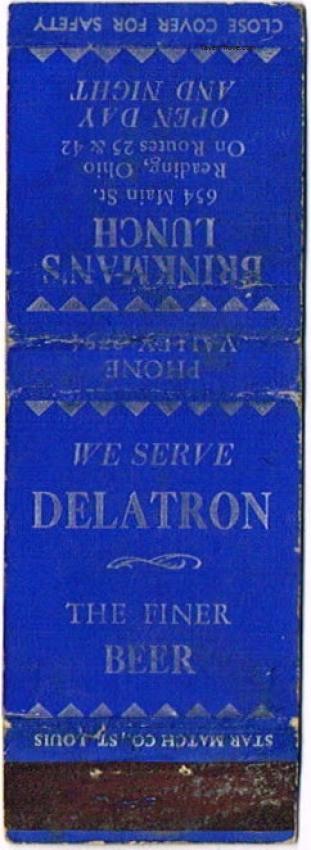 BRINKMAN'S
LUNCH
654 Main St.
Reading, Ohio
On Routes 25 & 42
OPEN DAY
AND NIGHT
CLOSE COVER FOR SAFETY
PHONE
VALLEY
WE SERVE
DELATRON
THE FINER
BEER
STAR MATCH CO., ST. LOUIS